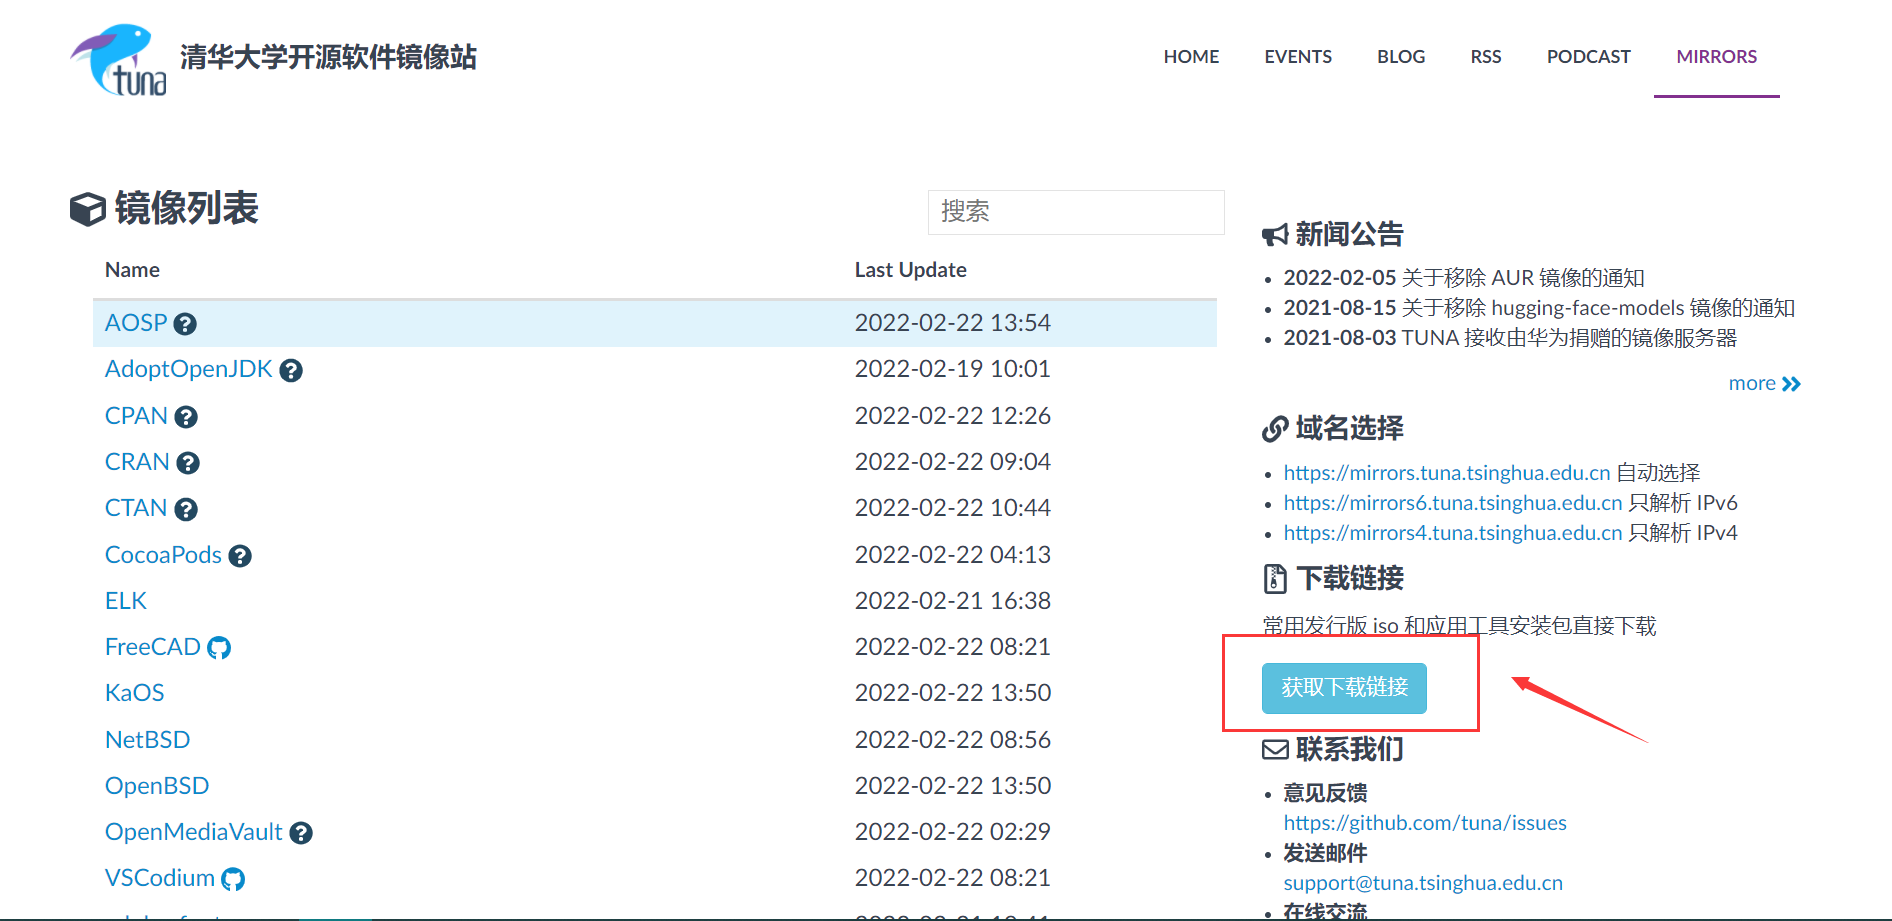 tuna
清华大学开源软件镜像站
HOME
EVENTS
BLOG
RSS
PODCAST
MIRRORS
镜像列表
搜索
Name
Last Update
AOSP
2022-02-22 13:54
AdoptOpenJDK
2022-02-19 10:01
CPAN
2022-02-22 12:26
CRAN
2022-02-22 09:04
CTAN
2022-02-22 10:44
CocoaPods
2022-02-22 04:13
ELK
2022-02-21 16:38
FreeCAD
2022-02-22 08:21
KaOS
2022-02-22 13:50
NetBSD
2022-02-22 08:56
OpenBSD
2022-02-22 13:50
OpenMediaVault
2022-02-22 02:29
VSCodium
2022-02-22 08:21
新闻公告
2022-02-05 关于移除 AUR 镜像的通知
2021-08-15 关于移除 hugging-face-models 镜像的通知
2021-08-03 TUNA 接收由华为捐赠的镜像服务器
more
域名选择
https://mirrors.tuna.tsinghua.edu.cn 自动选择
https://mirrors6.tuna.tsinghua.edu.cn 只解析 IPv6
https://mirrors4.tuna.tsinghua.edu.cn 只解析 IPv4
下载链接
常用发行版 iso 和应用工具安装包直接下载
获取下载链接
联系我们
意见反馈
https://github.com/tuna/issues
发送邮件
support@tuna.tsinghua.edu.cn
在线交流